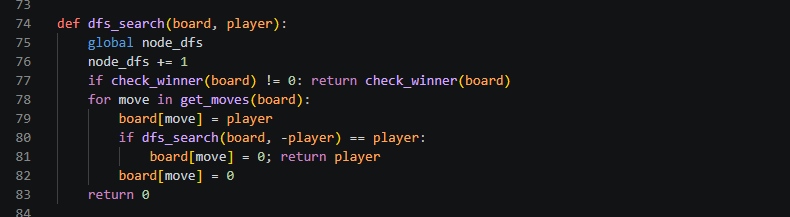 73
74 def dfs_search(board, player):
75     global node_dfs
76     node_dfs += 1
77     if check_winner(board) != 0: return check_winner(board)
78     for move in get_moves(board):
79         board[move] = player
80         if dfs_search(board, -player) == player:
81             board[move] = 0; return player
82         board[move] = 0
83     return 0
84